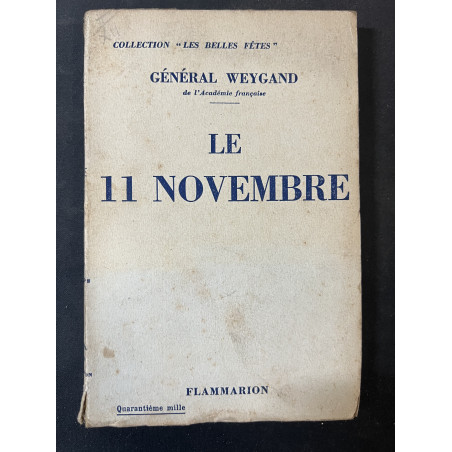 COLLECTION "LES BELLES FÊTES"
GÉNÉRAL WEYGAND
de l'Académie française
LE
11 NOVEMBRE
FLAMMARION
Quarantième mille